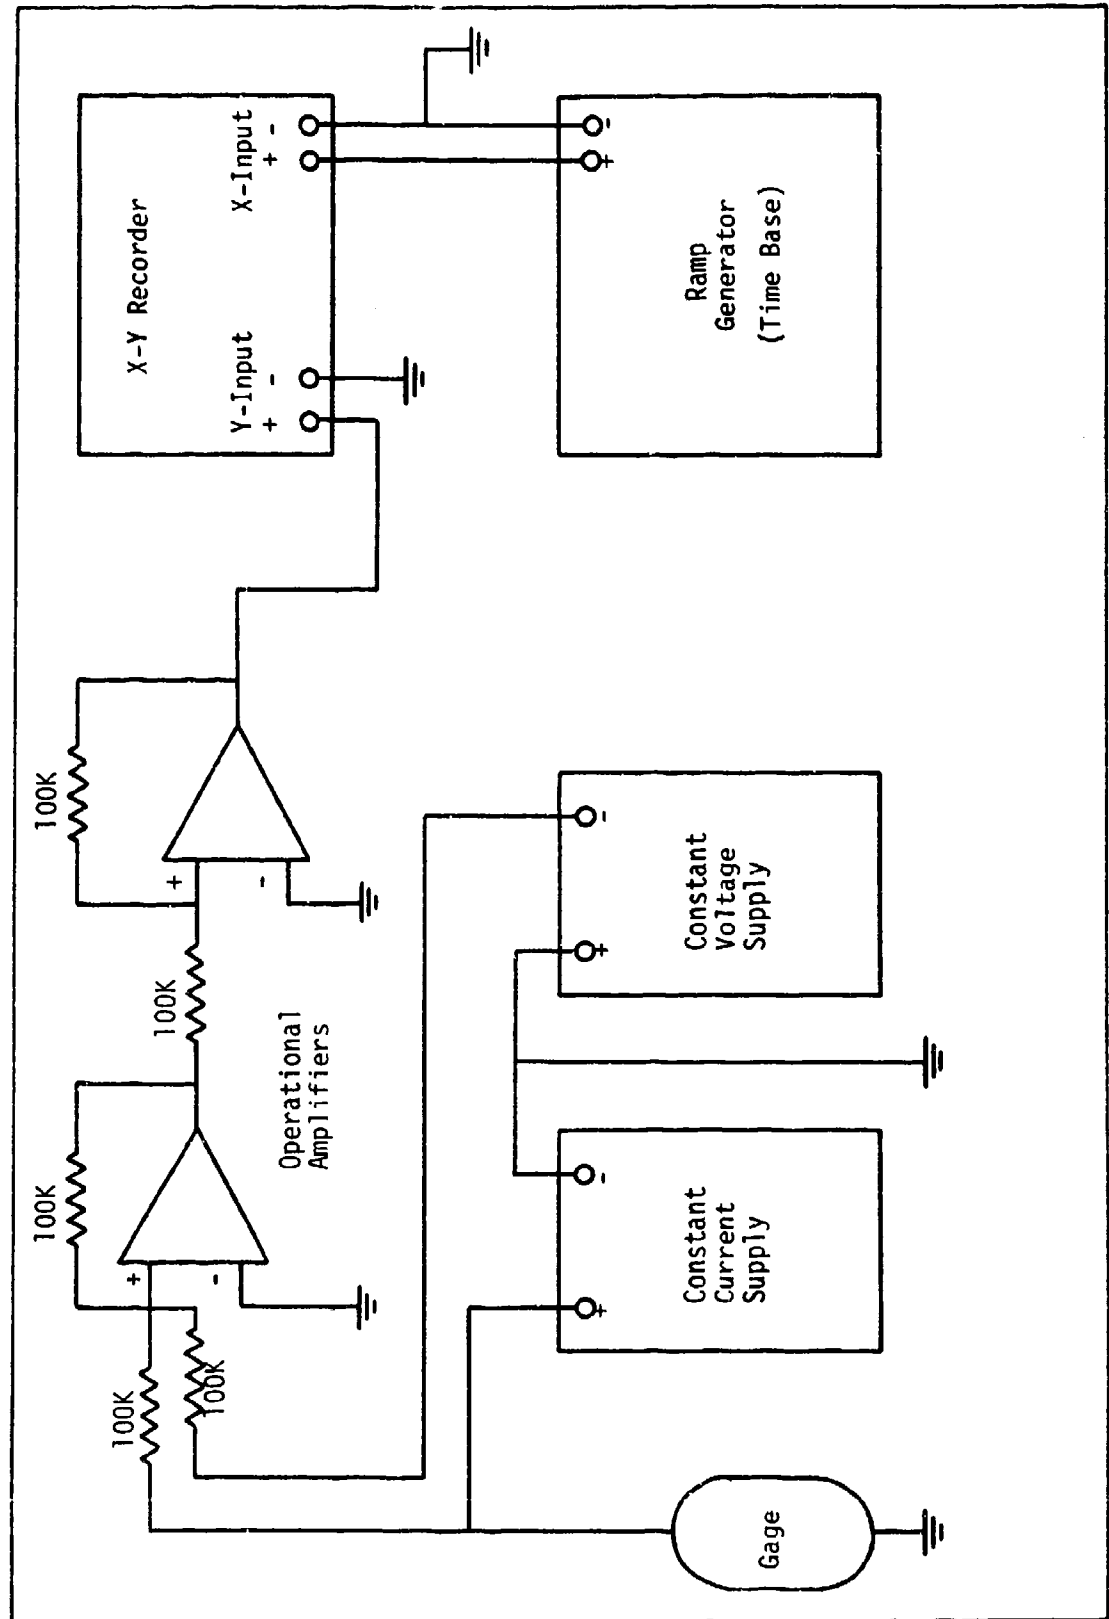 100K
100K
100K
100K
100K
+
-
+
-
Operational
Amplifiers
X-Y Recorder
Y-Input
+ -
X-Input
+ -
Gage
+ -
Constant
Current
Supply
+ -
Constant
Voltage
Supply
+ -
Ramp
Generator
(Time Base)